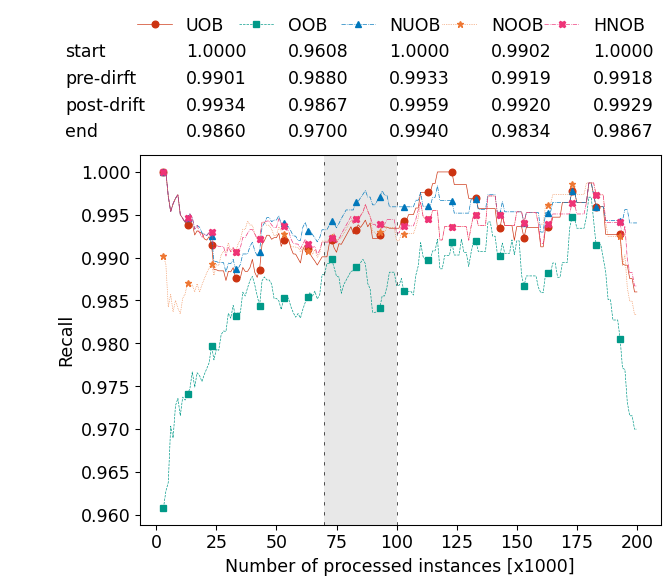 UOB OOB NUOB NOOB HNOB
start 1.0000 0.9608 1.0000 0.9902 1.0000
pre-dirft 0.9901 0.9880 0.9933 0.9919 0.9918
post-drift 0.9934 0.9867 0.9959 0.9920 0.9929
end 0.9860 0.9700 0.9940 0.9834 0.9867
1.000
0.995
0.990
0.985
0.980
0.975
0.970
0.965
0.960
Recall
0 25 50 75 100 125 150 175 200
Number of processed instances [x1000]